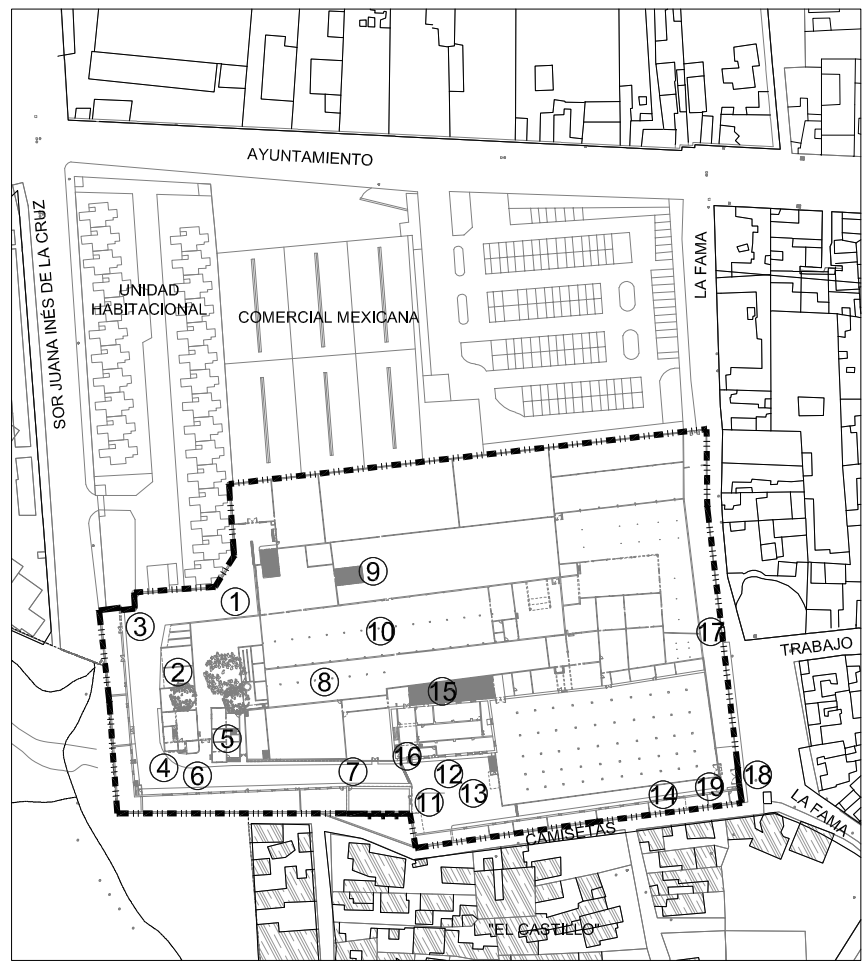 AYUNTAMIENTO
SOR JUANA INÉS DE LA CRUZ
LA FAMA
UNIDAD
HABITACIONAL
COMERCIAL MEXICANA
9
1
3
10
17
TRABAJO
2
8
15
5
16
4
6
7
12
18
13
14
19
11
LA FAMA
CAMISETAS
"EL CASTILLO"